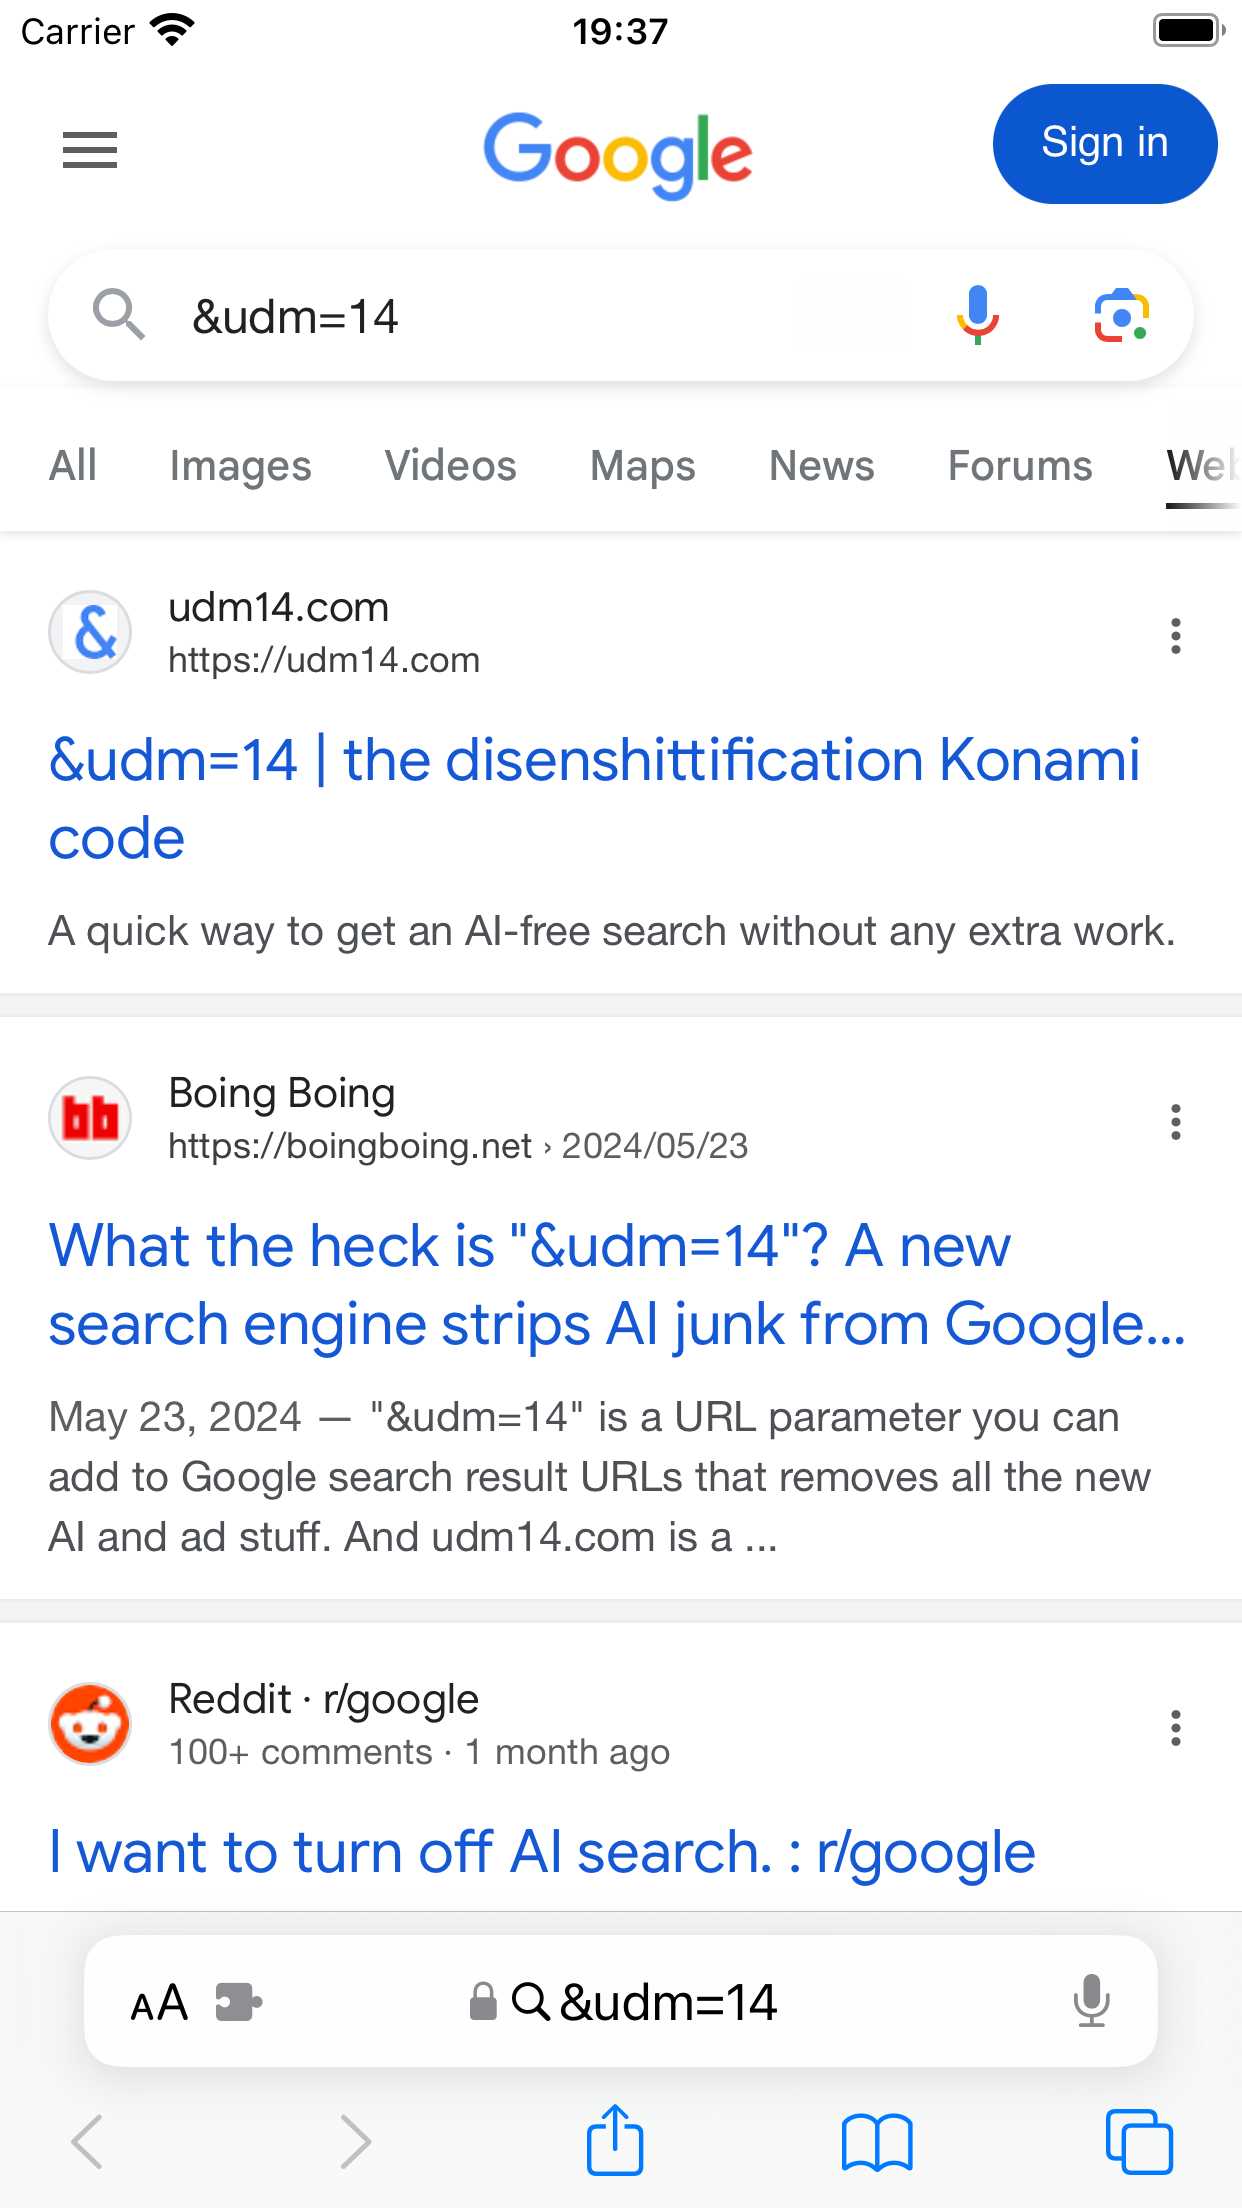 Carrier
19:37
Google
Sign in
&udm=14
All Images Videos Maps News Forums Web
udm14.com
https://udm14.com
&udm=14 | the disenshittification Konami
code
A quick way to get an AI-free search without any extra work.
Boing Boing
https://boingboing.net › 2024/05/23
What the heck is "&udm=14"? A new
search engine strips AI junk from Google...
May 23, 2024 — "&udm=14" is a URL parameter you can
add to Google search result URLs that removes all the new
AI and ad stuff. And udm14.com is a ...
Reddit · r/google
100+ comments · 1 month ago
I want to turn off AI search. : r/google
AA &udm=14